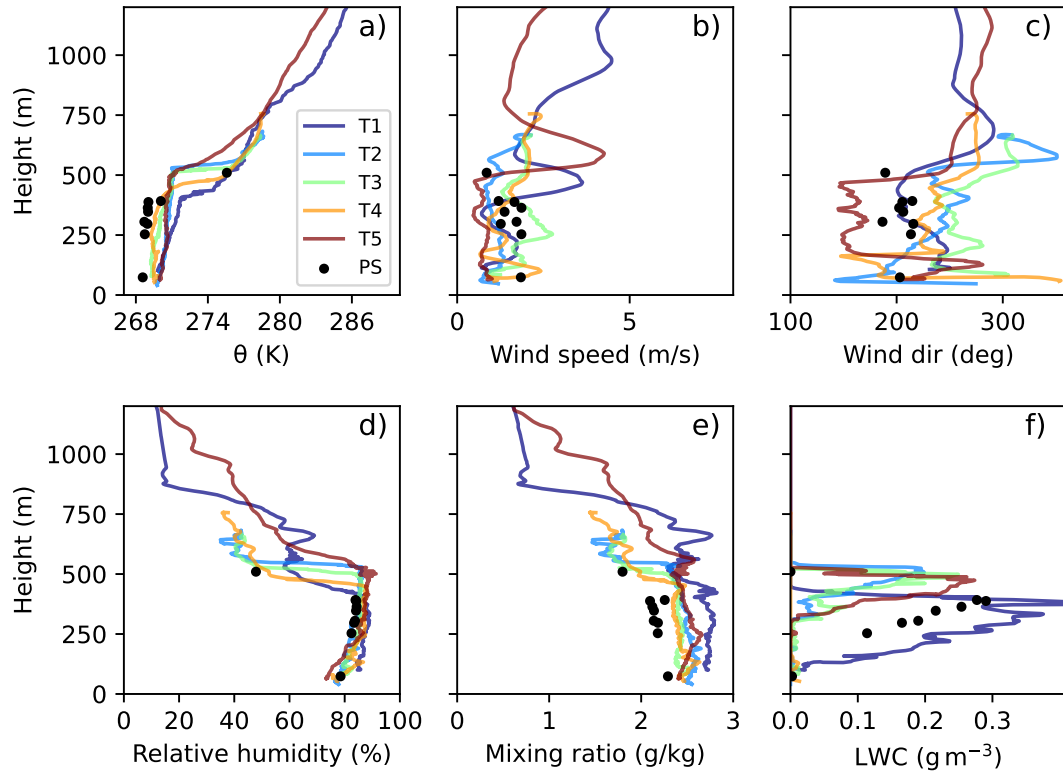 a)
b)
c)
1000
750
500
250
0
Height (m)
T1
T2
T3
T4
T5
PS
268 274 280 286
θ (K)
0 5
Wind speed (m/s)
100 200 300
Wind dir (deg)
d)
e)
f)
1000
750
500
250
0
Height (m)
0 20 40 60 80 100
Relative humidity (%)
0 1 2 3
Mixing ratio (g/kg)
0.0 0.1 0.2 0.3
LWC (g m⁻³)